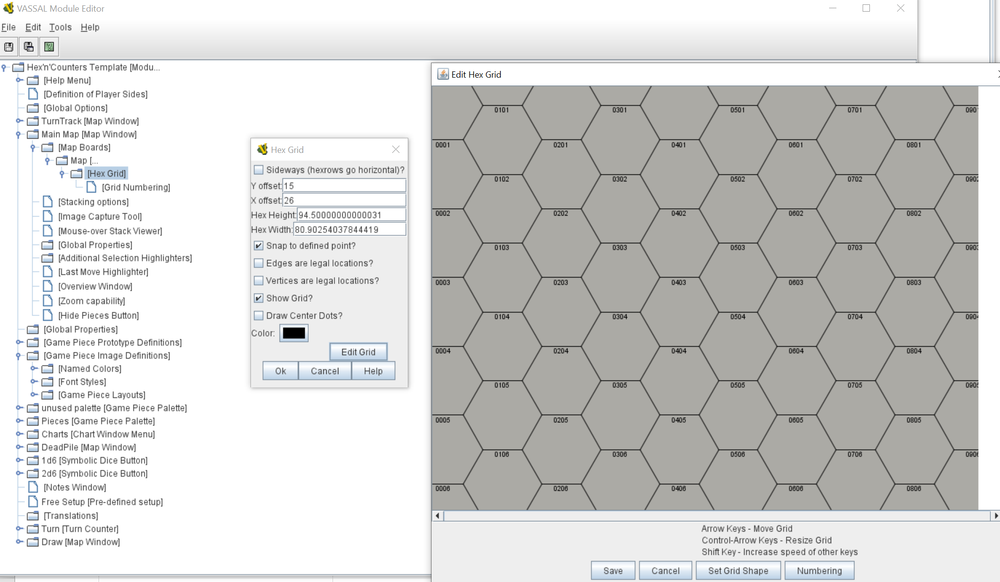 VASSAL Module Editor
File Edit Tools Help
Hex'n'Counters Template [Modu...
[Help Menu]
[Definition of Player Sides]
[Global Options]
TurnTrack [Map Window]
Main Map [Map Window]
[Map Boards]
Map [...
[Hex Grid]
[Grid Numbering]
[Stacking options]
[Image Capture Tool]
[Mouse-over Stack Viewer]
[Global Properties]
[Additional Selection Highlighters]
[Last Move Highlighter]
[Overview Window]
[Zoom capability]
[Hide Pieces Button]
[Global Properties]
[Game Piece Prototype Definitions]
[Game Piece Image Definitions]
[Named Colors]
[Font Styles]
[Game Piece Layouts]
unused palette [Game Piece Palette]
Pieces [Game Piece Palette]
Charts [Chart Window Menu]
DeadPile [Map Window]
1d6 [Symbolic Dice Button]
2d6 [Symbolic Dice Button]
[Notes Window]
Free Setup [Pre-defined setup]
[Translations]
Turn [Turn Counter]
Draw [Map Window]
Hex Grid
Sideways (hexrows go horizontal)?
Y offset: 15
X offset: 26
Hex Height: 94.50000000000031
Hex Width: 80.90254037844419
Snap to defined point?
Edges are legal locations?
Vertices are legal locations?
Show Grid?
Draw Center Dots?
Color:
Edit Grid
Ok Cancel Help
Edit Hex Grid
0101 0301 0501 0701 090
0001 0201 0401 0601 0801
0102 0302 0502 0702 0902
0002 0202 0402 0602 0802
0103 0303 0503 0703 0903
0003 0203 0403 0603 0803
0104 0304 0504 0704 0904
0004 0204 0404 0604 0804
0105 0305 0505 0705 0905
0005 0205 0405 0605 0805
0106 0306 0506 0706 0906
0006 0206 0406 0606 0806
Arrow Keys - Move Grid
Control-Arrow Keys - Resize Grid
Shift Key - Increase speed of other keys
Save Cancel Set Grid Shape Numbering